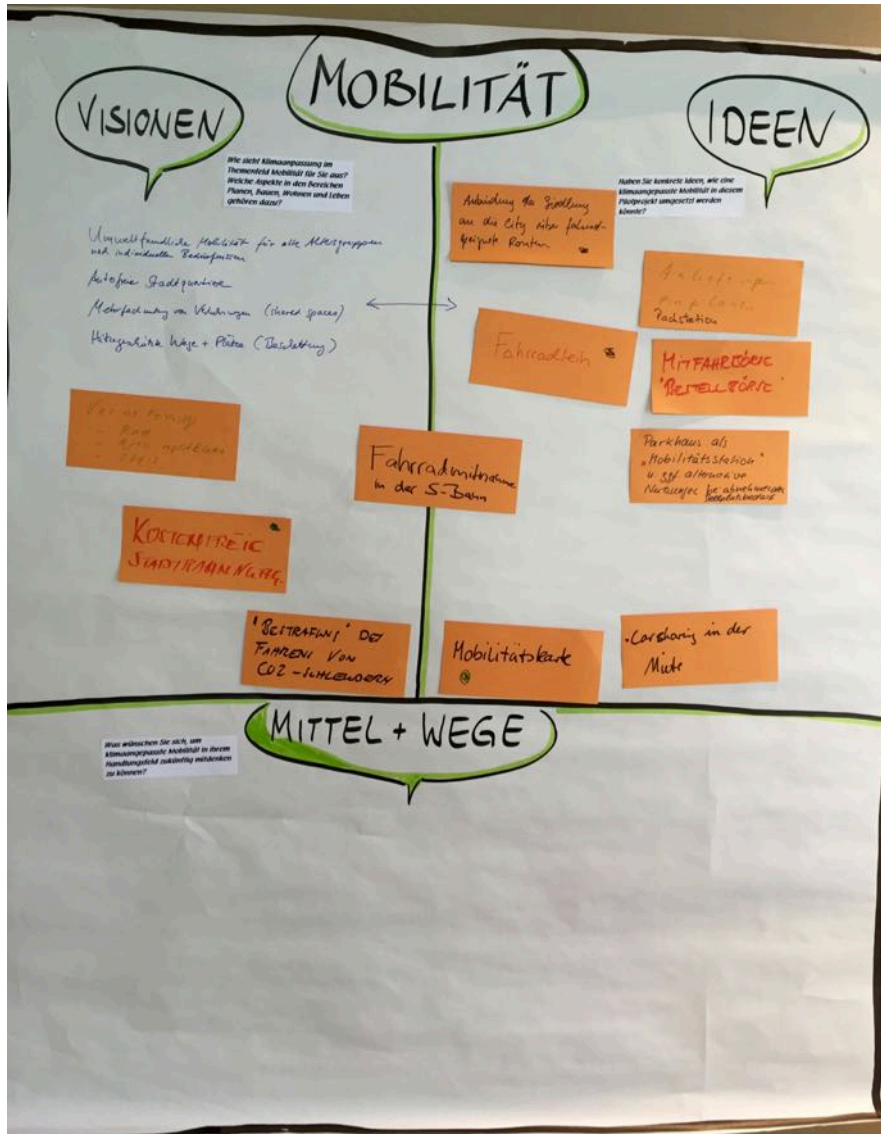 MOBILITÄT
VISIONEN
Wie sieht Klimaanpassung im
Themenfeld Mobilität für Sie aus?
Welche Aspekte in den Bereichen
Planen, Bauen, Wohnen und Leben
gehören dazu?
Umweltfreundliche Mobilität für alle Altersgruppen
und individuellen Bedürfnissen
Autofreie Stadtquartiere
Mehrfachnutzung von (shared spaces)
Wege + Plätze (Beschattung)
- Rad
KOSTENFREIE
Fahrradmitnahme
in der S-Bahn
"BESTRAFUNG" DES
FAHRENS VON
CO2-SCHLEUDERN
IDEEN
Haben Sie konkrete Ideen, wie eine
klimaangepasste Mobilität in diesem
Pilotprojekt umgesetzt werden
könnte?
Anbindung der Siedlung
an die City über fahrrad-
geeignete Routen
Packstation
Fahrradleih
MITFAHRBÖRSE
"BESTELLBÖRSE"
Parkhaus als
"Mobilitätsstation"
u. ggf. alternative
Nutzungen bei abnehmendem
Mobilitätskarte
• Carsharing in der
Miete
MITTEL + WEGE
Was wünschen Sie sich, um
klimaangepasste Mobilität in Ihrem
Handlungsfeld zukünftig mitdenken
zu können?